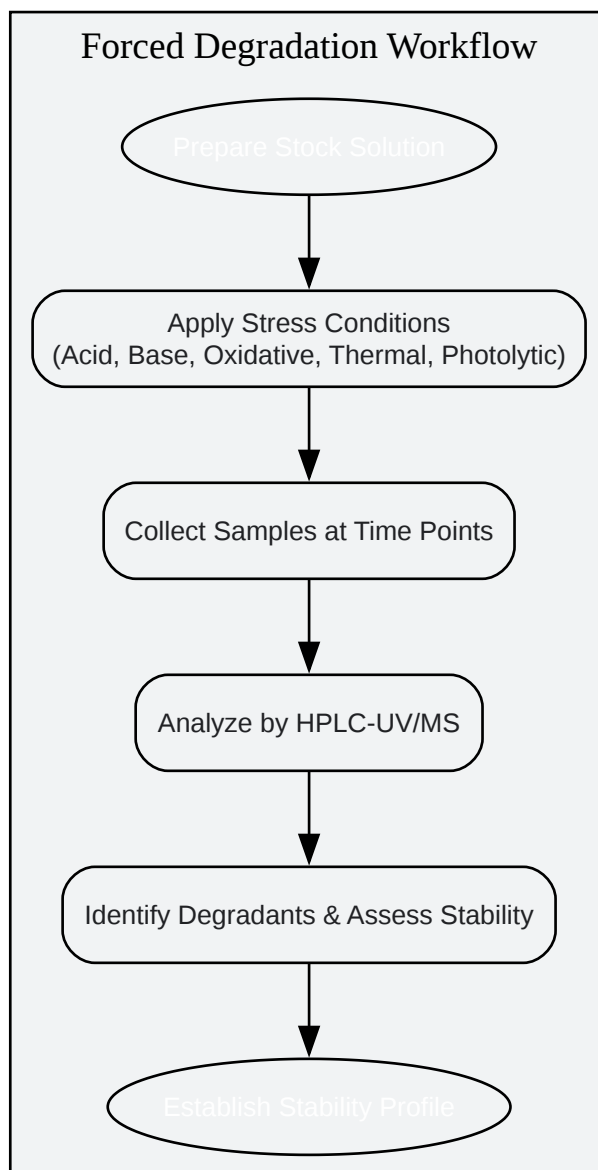 Forced Degradation Workflow
Prepare Stock Solution
Apply Stress Conditions
(Acid, Base, Oxidative, Thermal, Photolytic)
Collect Samples at Time Points
Analyze by HPLC-UV/MS
Identify Degradants & Assess Stability
Establish Stability Profile